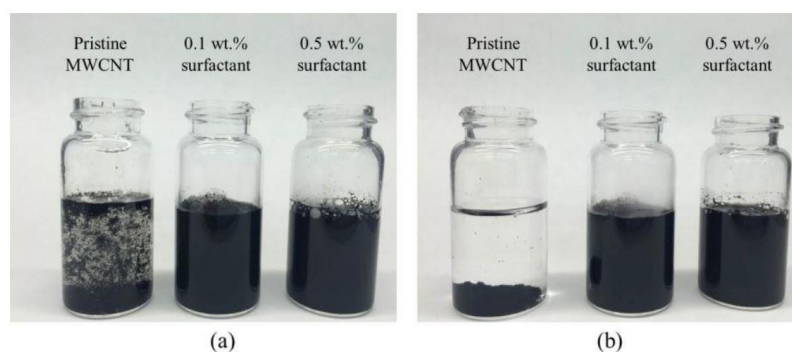 Pristine
MWCNT
0.1 wt.%
surfactant
0.5 wt.%
surfactant
Pristine
MWCNT
0.1 wt.%
surfactant
0.5 wt.%
surfactant
(a)
(b)